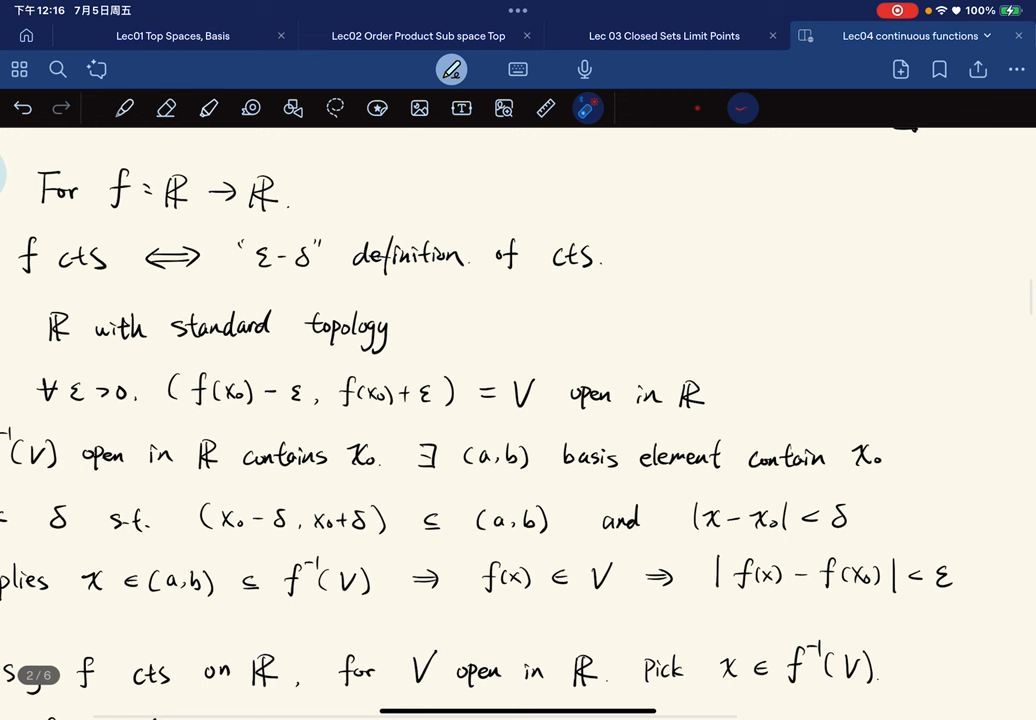 下午12:16 7月5日周五
100%
Lec01 Top Spaces, Basis
Lec02 Order Product Sub space Top
Lec 03 Closed Sets Limit Points
Lec04 continuous functions
For f : ℝ → ℝ.
f cts ⟺ "ε-δ" definition. of cts.
ℝ with standard topology
∀ ε >0. ( f(x₀) - ε, f(x₀) + ε ) = V open in ℝ
⁻¹(V) open in ℝ contains x₀. ∃ (a,b) basis element contain x₀
δ s.t. (x₀ - δ, x₀ + δ) ⊆ (a,b) and |x - x₀| < δ
plies x ∈ (a,b) ⊆ f⁻¹(V) ⇒ f(x) ∈ V ⇒ | f(x) - f(x₀) | < ε
f cts on ℝ, for V open in ℝ. pick x ∈ f⁻¹(V).
2/6